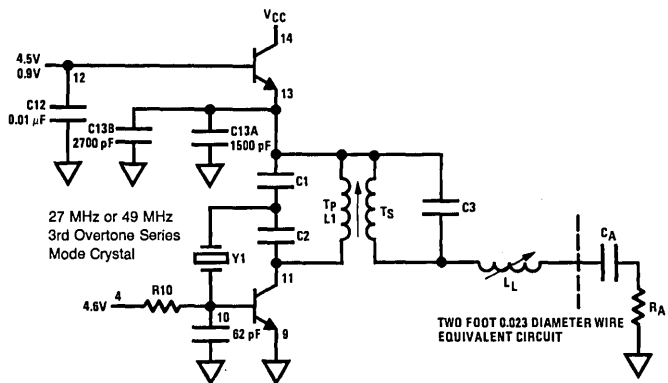 VCC
14
4.5V
0.9V
12
13
C12
0.01 μF
C13B
2700 pF
C13A
1500 pF
C1
TP
L1
TS
C3
27 MHz or 49 MHz
3rd Overtone Series
Mode Crystal
C2
Y1
11
CA
LL
4
4.6V
R10
10
62 pF
9
RA
TWO FOOT 0.023 DIAMETER WIRE
EQUIVALENT CIRCUIT